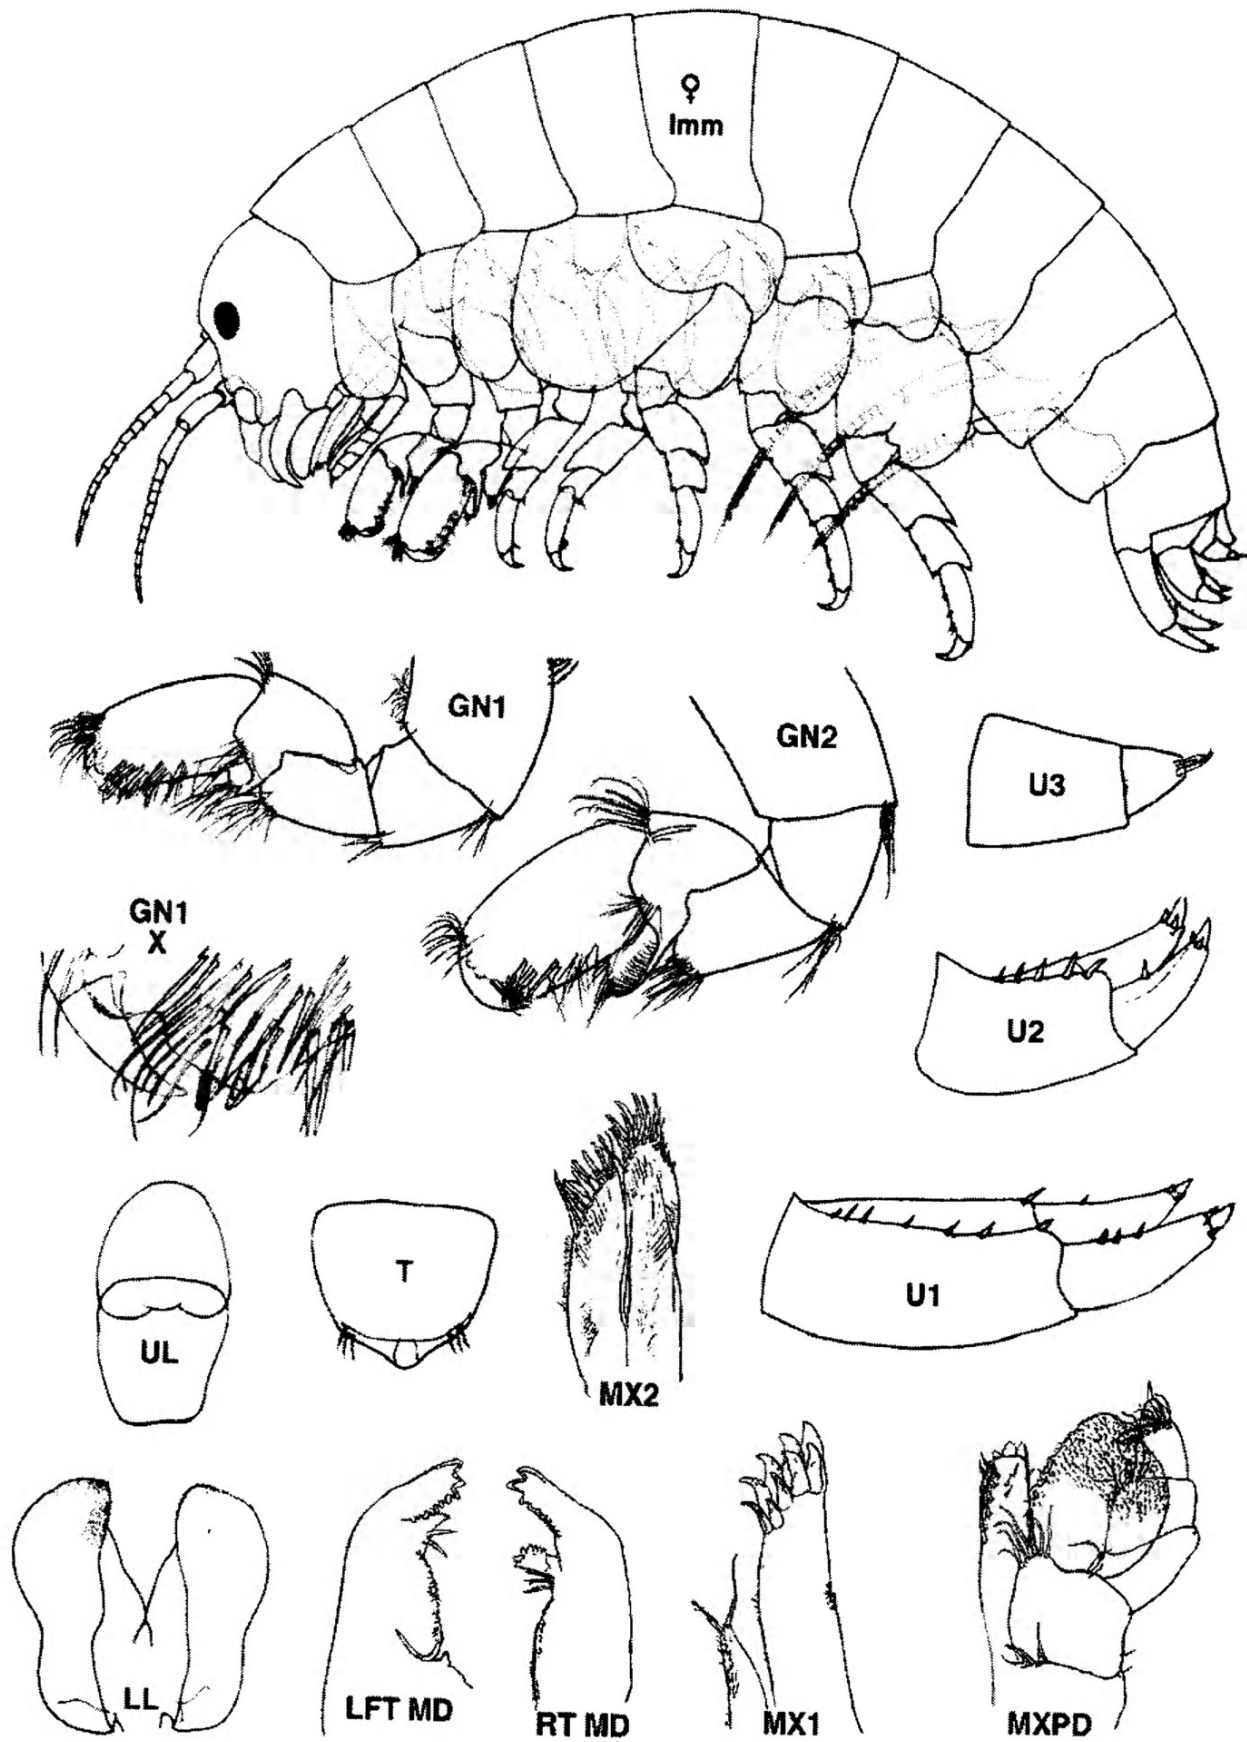 ♀
Imm
GN1
GN2
U3
GN1
X
U2
UL
T
MX2
U1
LL
LFT MD
RT MD
MX1
MXPD